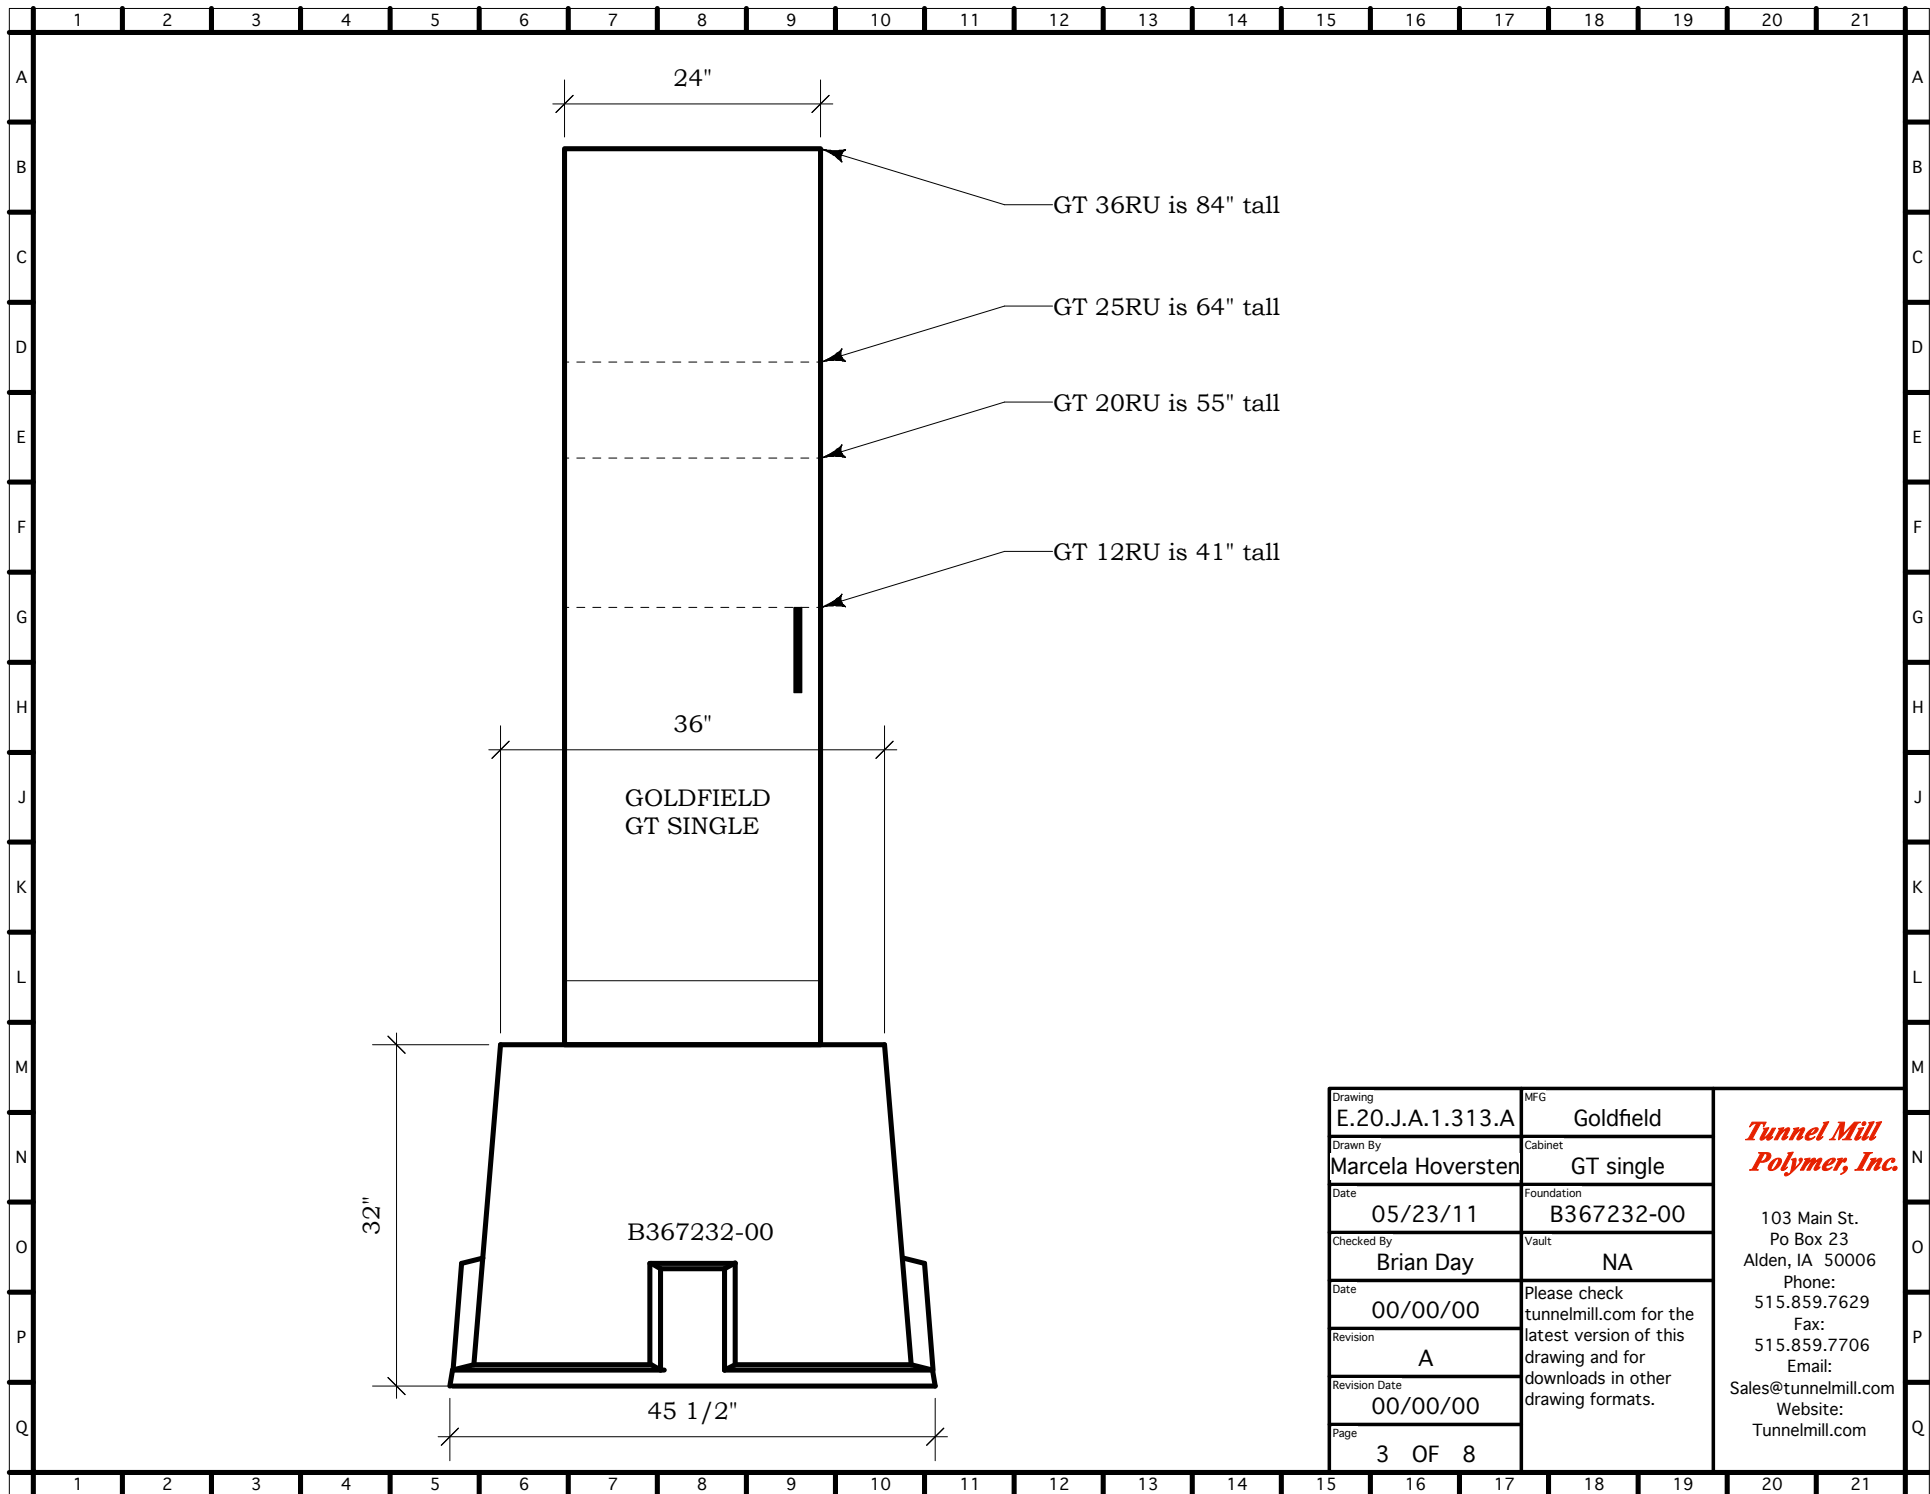 1 2 3 4 5 6 7 8 9 10 11 12 13 14 15 16 17 18 19 20 21
A A
B B
C C
D D
E E
F F
G G
H H
J J
K K
L L
M M
N N
O O
P P
Q Q
24"
GT 36RU is 84" tall
GT 25RU is 64" tall
GT 20RU is 55" tall
GT 12RU is 41" tall
36"
GOLDFIELD
GT SINGLE
32"
B367232-00
45 1/2"
Drawing
E.20.J.A.1.313.A
Drawn By
Marcela Hoversten
Date
05/23/11
Checked By
Brian Day
Date
00/00/00
Revision
A
Revision Date
00/00/00
Page
3 OF 8
MFG
Goldfield
Cabinet
GT single
Foundation
B367232-00
Vault
NA
Please check
tunnelmill.com for the
latest version of this
drawing and for
downloads in other
drawing formats.
Tunnel Mill
Polymer, Inc.
103 Main St.
Po Box 23
Alden, IA 50006
Phone:
515.859.7629
Fax:
515.859.7706
Email:
Sales@tunnelmill.com
Website:
Tunnelmill.com
1 2 3 4 5 6 7 8 9 10 11 12 13 14 15 16 17 18 19 20 21